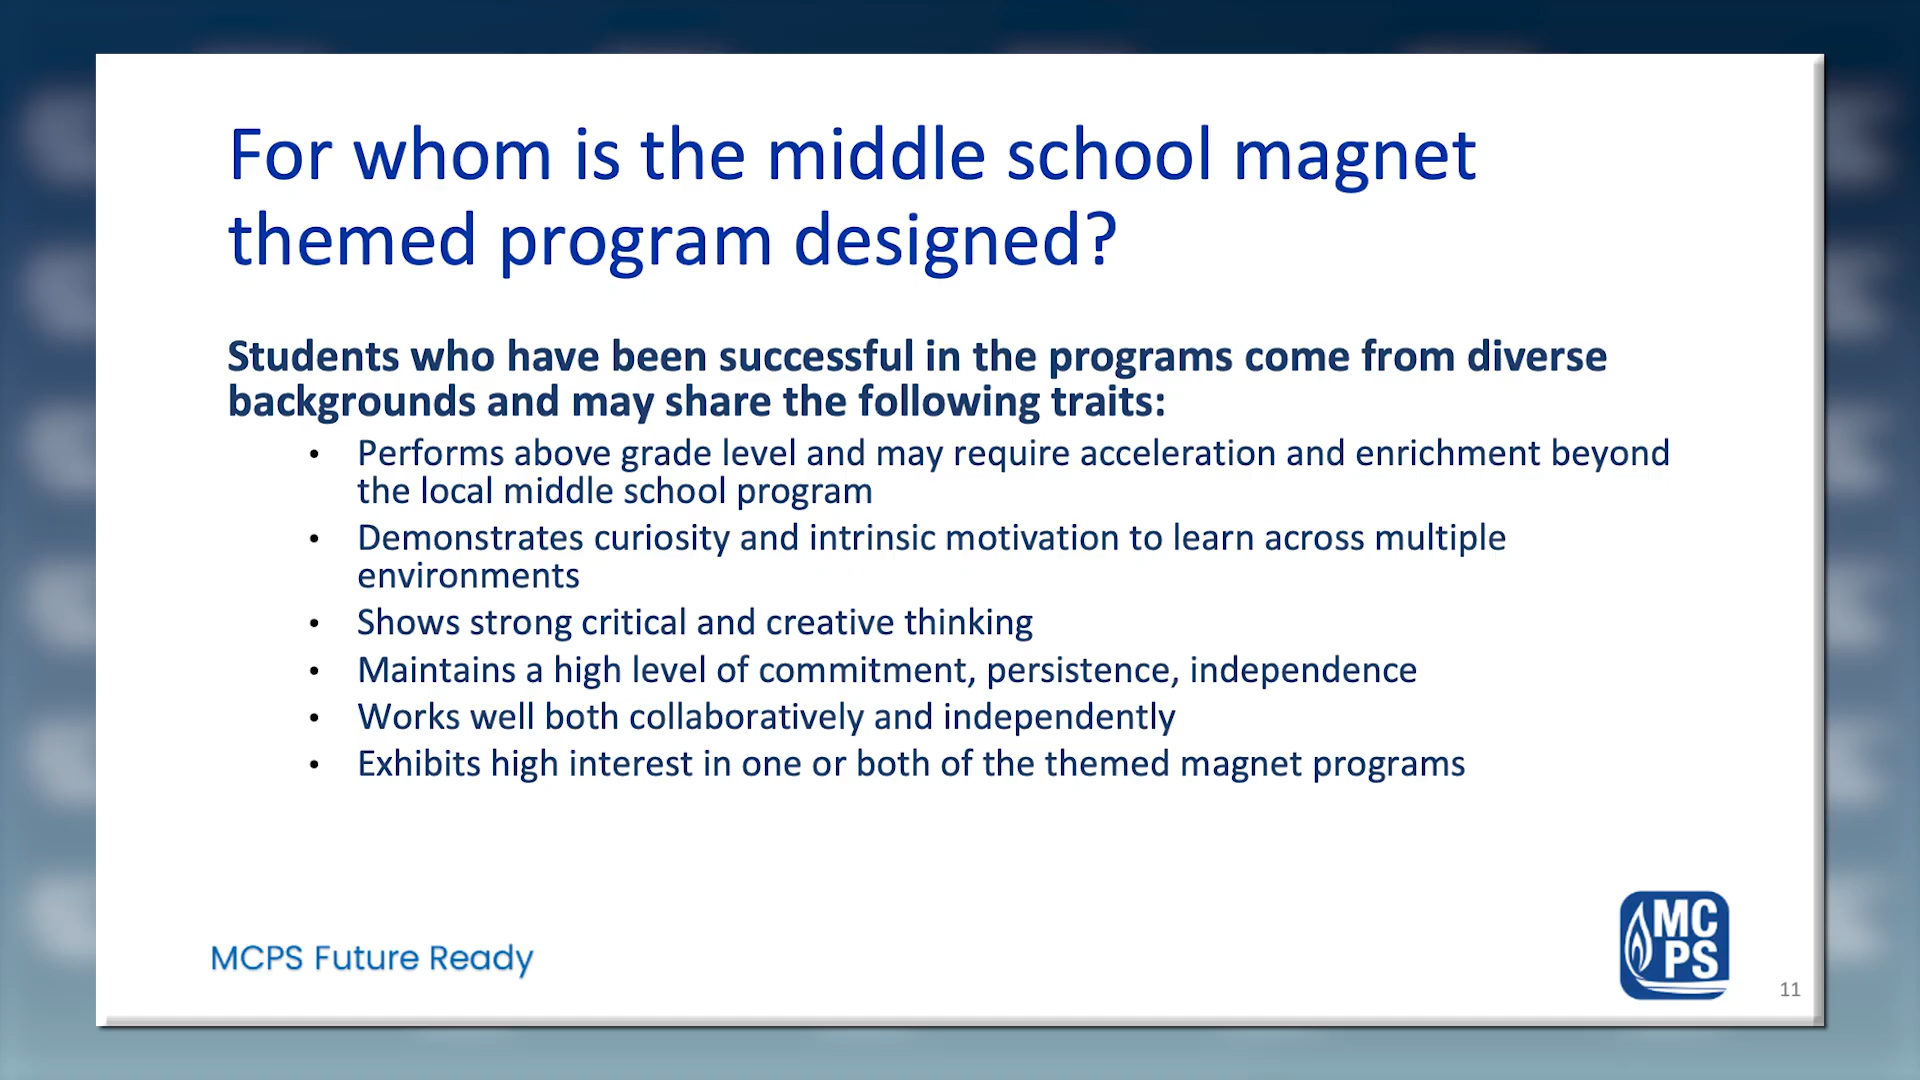 For whom is the middle school magnet
themed program designed?
Students who have been successful in the programs come from diverse
backgrounds and may share the following traits:
• Performs above grade level and may require acceleration and enrichment beyond
the local middle school program
• Demonstrates curiosity and intrinsic motivation to learn across multiple
environments
• Shows strong critical and creative thinking
• Maintains a high level of commitment, persistence, independence
• Works well both collaboratively and independently
• Exhibits high interest in one or both of the themed magnet programs
MCPS Future Ready
MC
PS
11